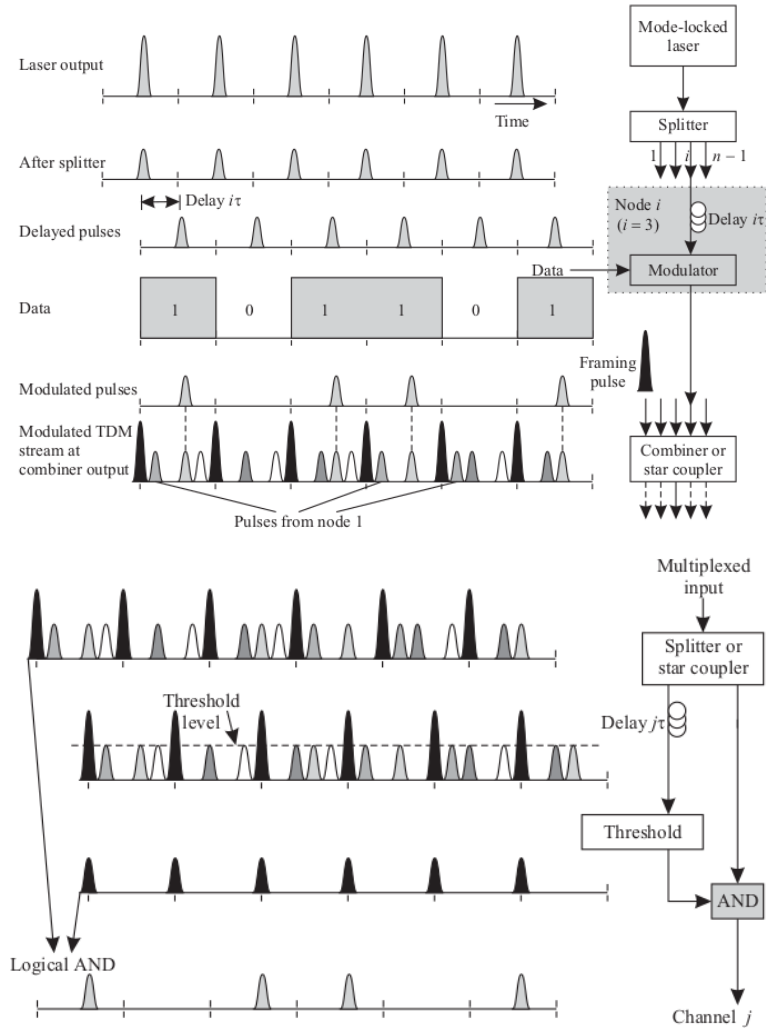 Laser output
Time
Mode-locked
laser
Splitter
1
i
n − 1
After splitter
Delay iτ
Node i
(i = 3)
Delay iτ
Delayed pulses
Data
Modulator
Data
1
0
1
1
0
1
Framing
pulse
Modulated pulses
Modulated TDM
stream at
combiner output
Combiner or
star coupler
Pulses from node 1
Multiplexed
input
Splitter or
star coupler
Threshold
level
Delay jτ
Threshold
AND
Logical AND
Channel j